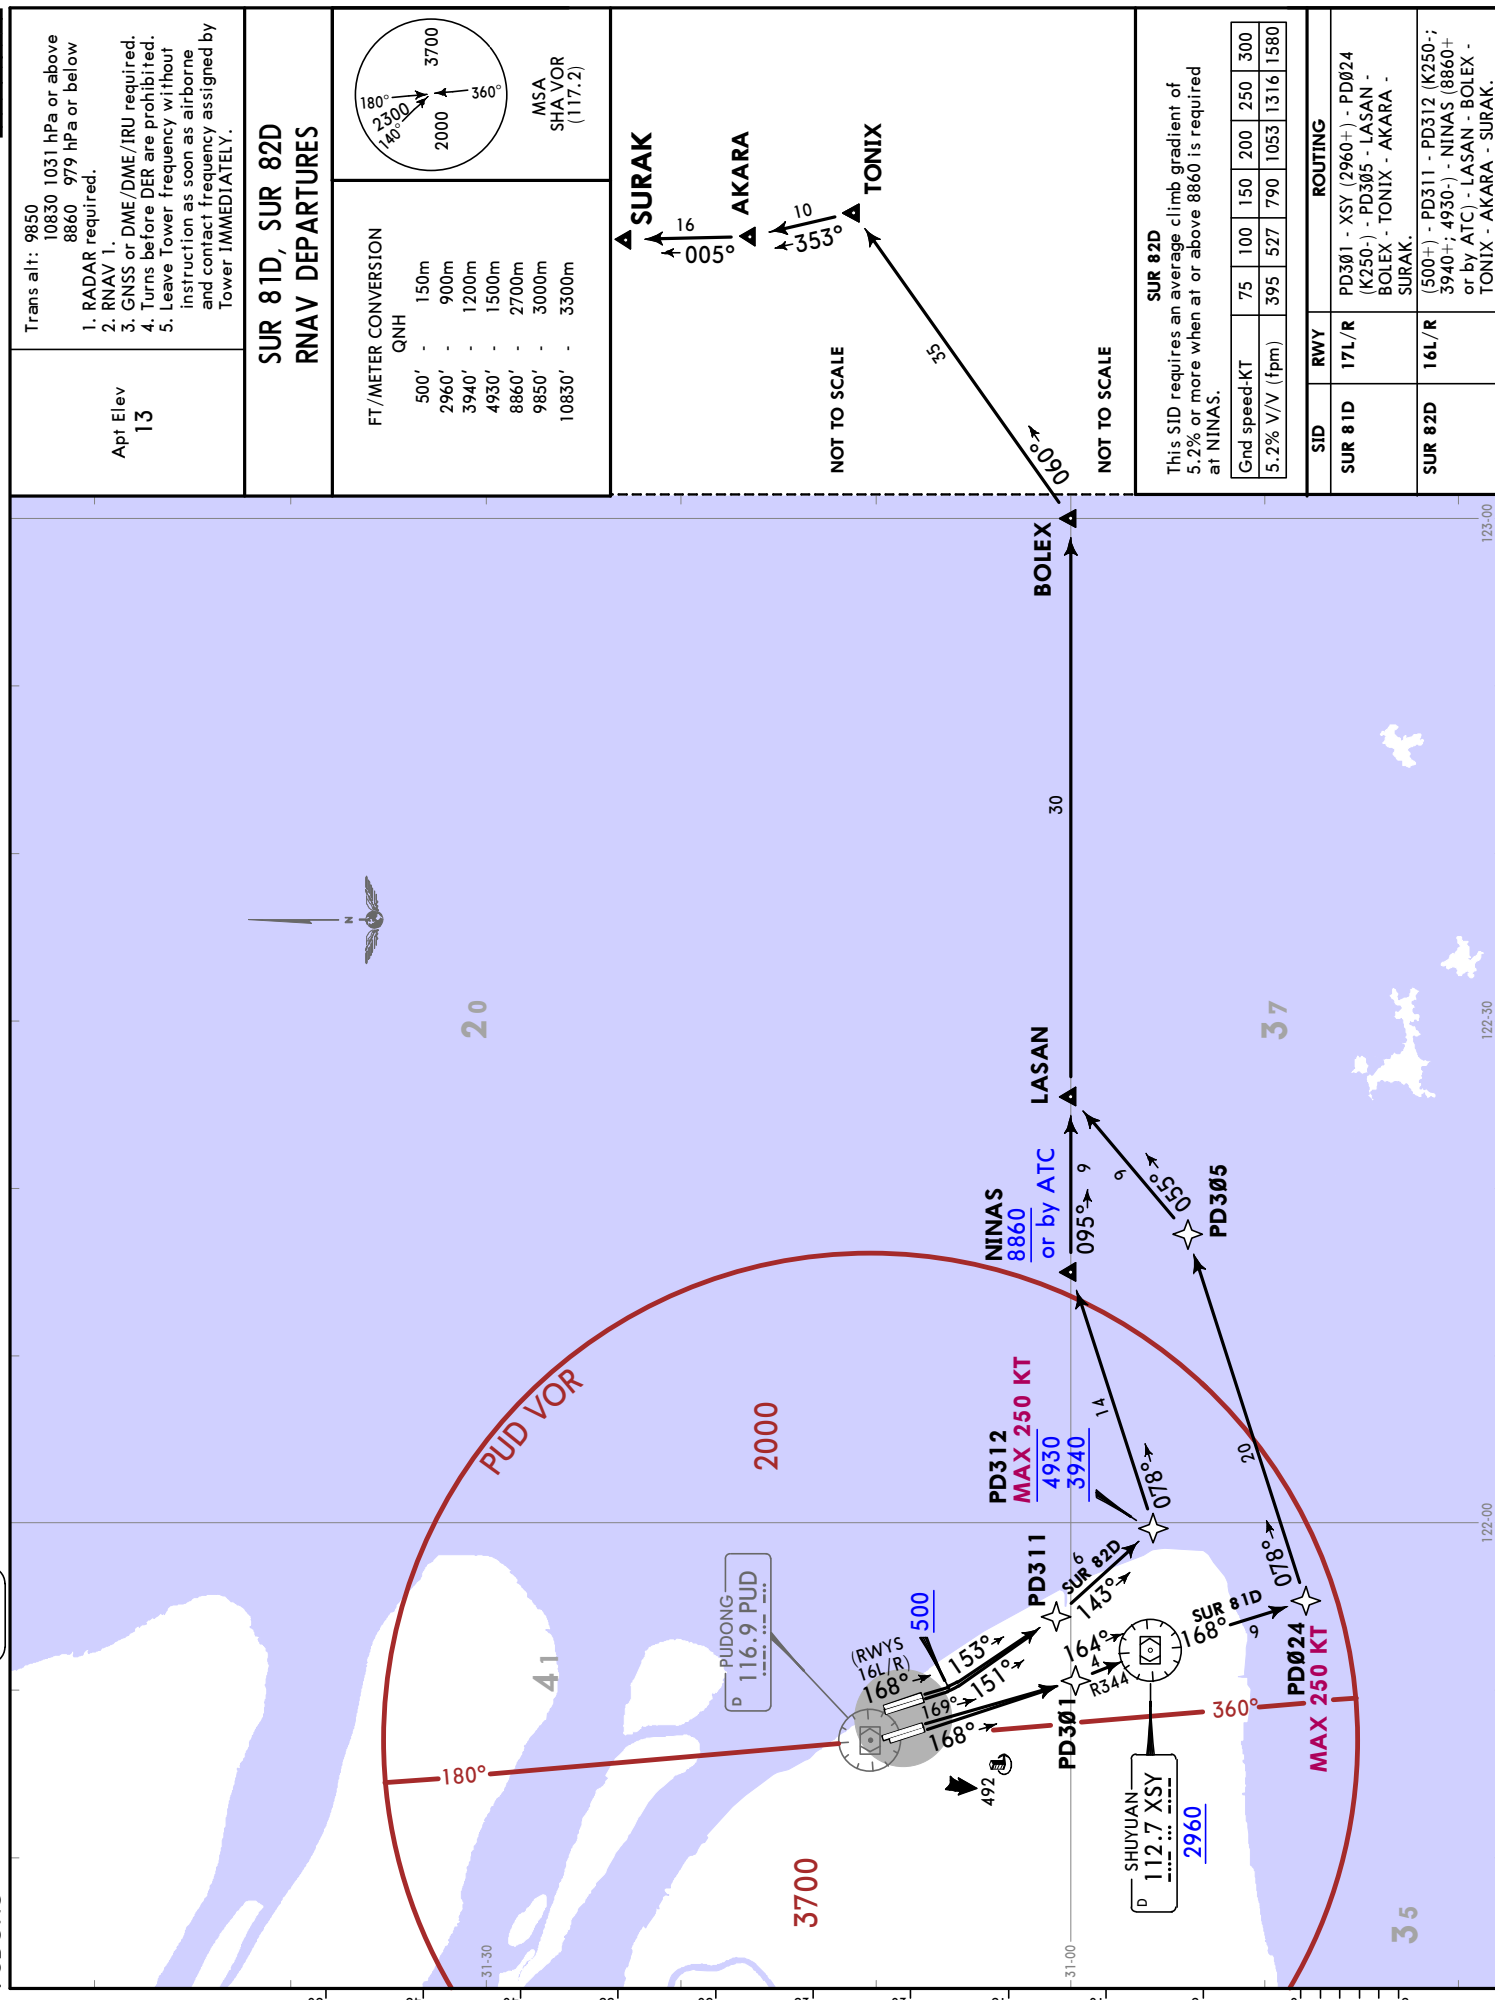 Apt Elev
13
Trans alt: 9850
10830 1031 hPa or above
8860 979 hPa or below
1. RADAR required.
2. RNAV 1.
3. GNSS or DME/DME/IRU required.
4. Turns before DER are prohibited.
5. Leave Tower frequency without
instruction as soon as airborne
and contact frequency assigned by
Tower IMMEDIATELY.
SUR 81D, SUR 82D
RNAV DEPARTURES
FT/METER CONVERSION
QNH
500' - 150m
2960' - 900m
3940' - 1200m
4930' - 1500m
8860' - 2700m
9850' - 3000m
10830' - 3300m
180°
2300
140°
3700
2000
360°
MSA
SHA VOR
(117.2)
SURAK
16
005°
AKARA
10
353°
TONIX
35
060°
NOT TO SCALE
NOT TO SCALE
BOLEX
30
LASAN
N
20
37
41
35
PUD VOR
2000
3700
180°
360°
NINAS
8860
or by ATC
095°
9
9
055°
PD305
14
078°
PD312
MAX 250 KT
4930
3940
20
078°
PUDONG
D 116.9 PUD
PD311
6
SUR 82D
143°
500
(RWYS
16L/R)
168°
153°
151°
169°
168°
164°
4
R344
PD301
SUR 81D
168°
9
PD024
MAX 250 KT
492
SHUYUAN
D 112.7 XSY
2960
31-30
31-00
122-00
122-30
123-00
SUR 82D
This SID requires an average climb gradient of
5.2% or more when at or above 8860 is required
at NINAS.
Gnd speed-KT 75 100 150 200 250 300
5.2% V/V (fpm) 395 527 790 1053 1316 1580
SID RWY ROUTING
SUR 81D 17L/R PD301 - XSY (2960+) - PD024
(K250-) - PD305 - LASAN -
BOLEX - TONIX - AKARA -
SURAK.
SUR 82D 16L/R (500+) - PD311 - PD312 (K250-;
3940+; 4930-) - NINAS (8860+
or by ATC) - LASAN - BOLEX -
TONIX - AKARA - SURAK.